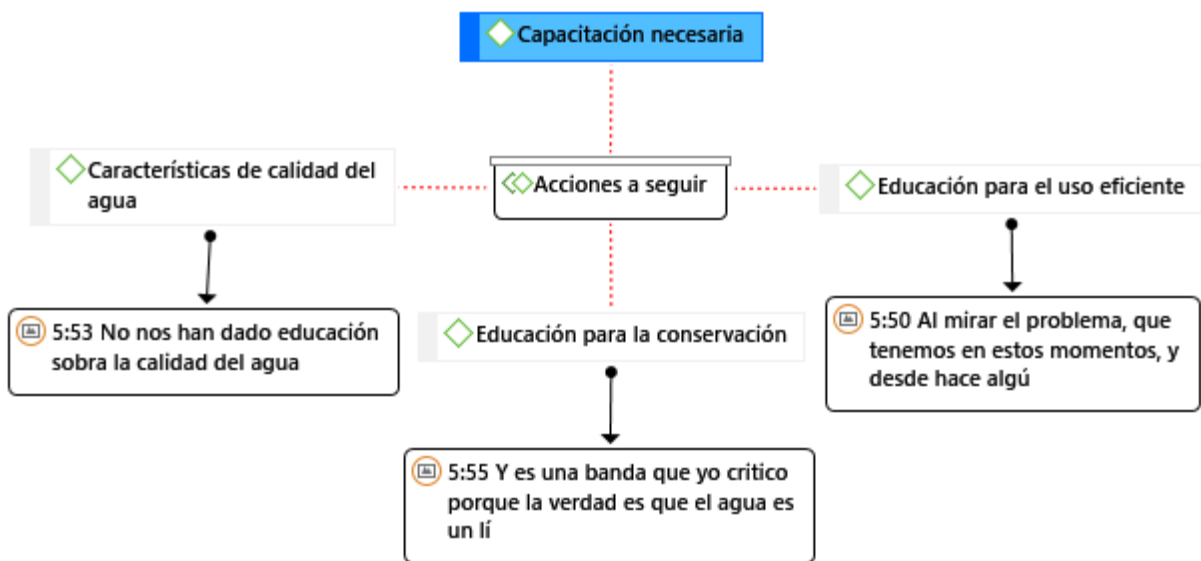 Capacitación necesaria
Características de calidad del
agua
Acciones a seguir
Educación para el uso eficiente
5:53 No nos han dado educación
sobra la calidad del agua
Educación para la conservación
5:50 Al mirar el problema, que
tenemos en estos momentos, y
desde hace algú
5:55 Y es una banda que yo critico
porque la verdad es que el agua es
un lí